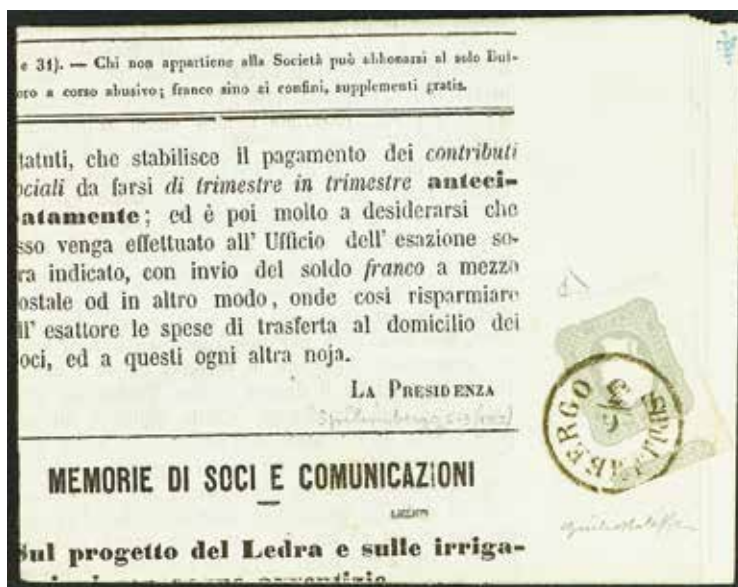 e 31). — Chi non appartiene alla Società può abbonarsi al solo Bul-
oro a corso abusivo; franco sino ai confini, supplementi gratis.
tatuti, che stabilisce il pagamento dei contributi
ociali da farsi di trimestre in trimestre anteci-
atamente; ed è poi molto a desiderarsi che
sso venga effettuato all' Ufficio dell' esazione so-
ra indicato, con invio del soldo franco a mezzo
ostale od in altro modo, onde così risparmiare
ll' esattore le spese di trasferta al domicilio dei
oci, ed a questi ogni altra noja.
LA PRESIDENZA
MEMORIE DI SOCI E COMUNICAZIONI
Sul progetto del Ledra e sulle irriga-
SPILIMBERGO